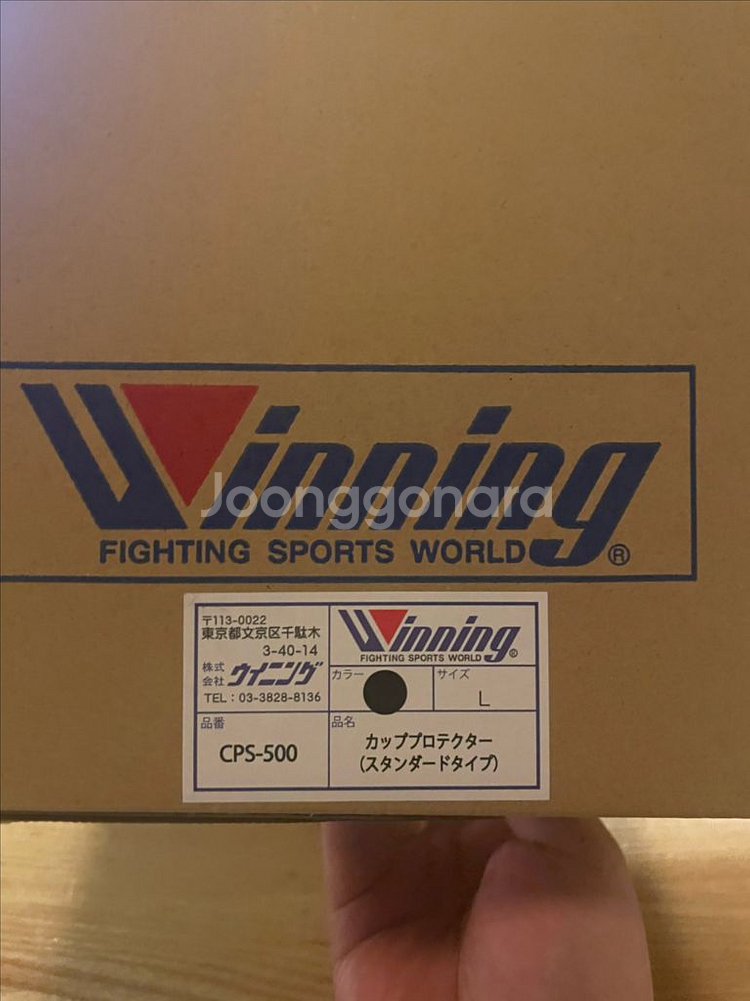 Winning
Joonggonara
FIGHTING SPORTS WORLD®
〒113-0022
東京都文京区千駄木
3-40-14
株式会社 ウイニング
TEL：03-3828-8136
Winning
FIGHTING SPORTS WORLD®
カラー
サイズ
L
品番
CPS-500
品名
カッププロテクター
(スタンダードタイプ)